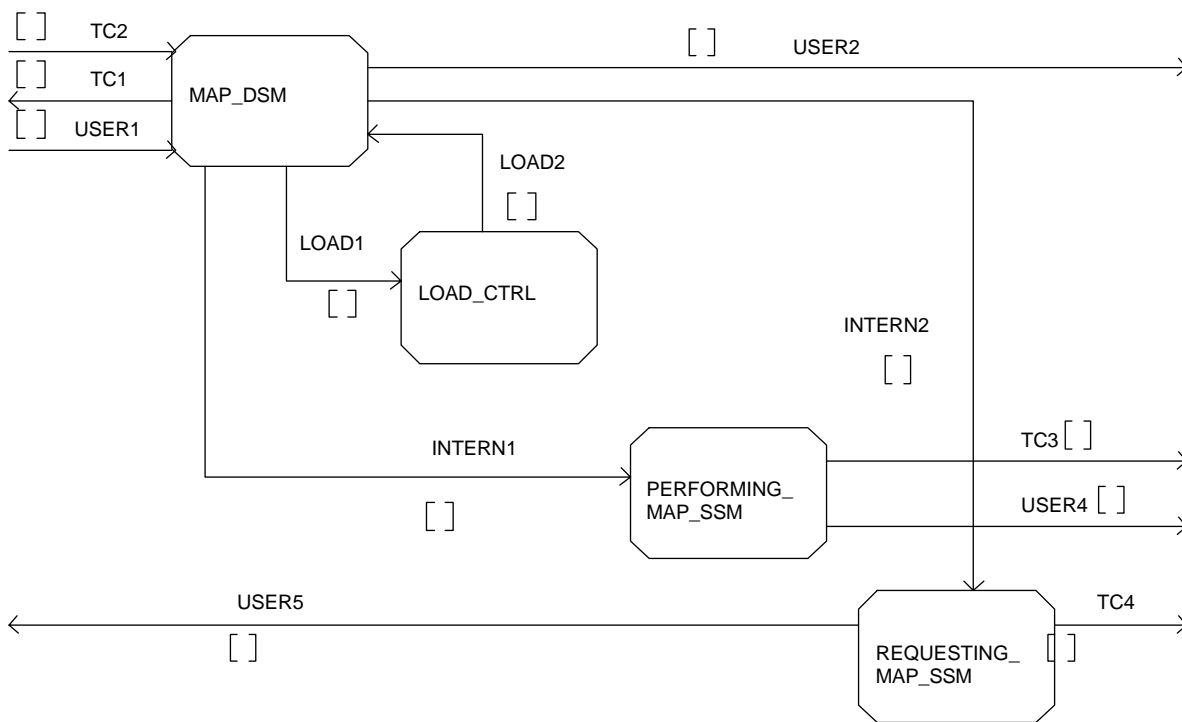 [ ] TC2
[ ] USER2
[ ] TC1
MAP_DSM
[ ] USER1
LOAD2
[ ]
LOAD1
LOAD_CTRL
[ ]
INTERN2
[ ]
INTERN1
TC3 [ ]
PERFORMING_
MAP_SSM
USER4 [ ]
[ ]
USER5
TC4
[ ]
[ ]
REQUESTING_
MAP_SSM